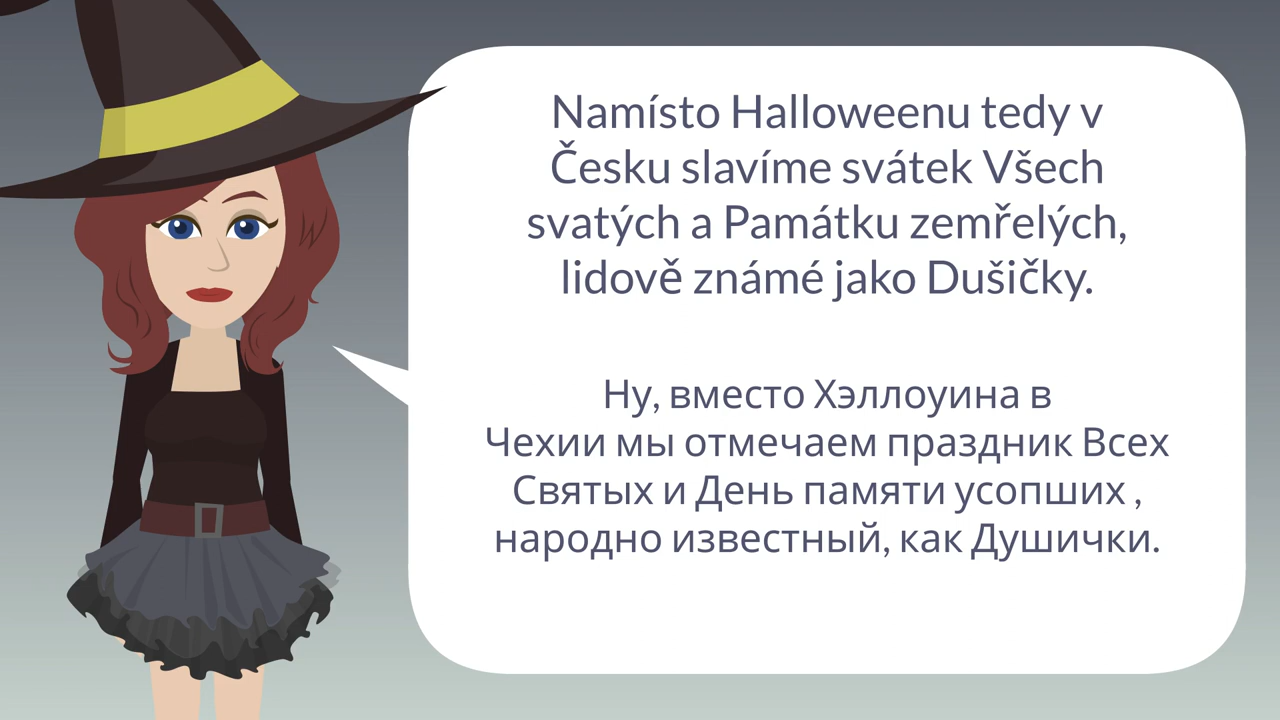 Namísto Halloweenu tedy v
Česku slavíme svátek Všech
svatých a Památku zemřelých,
lidově známé jako Dušičky.
Ну, вместо Хэллоуина в
Чехии мы отмечаем праздник Всех
Святых и День памяти усопших ,
народно известный, как Душички.